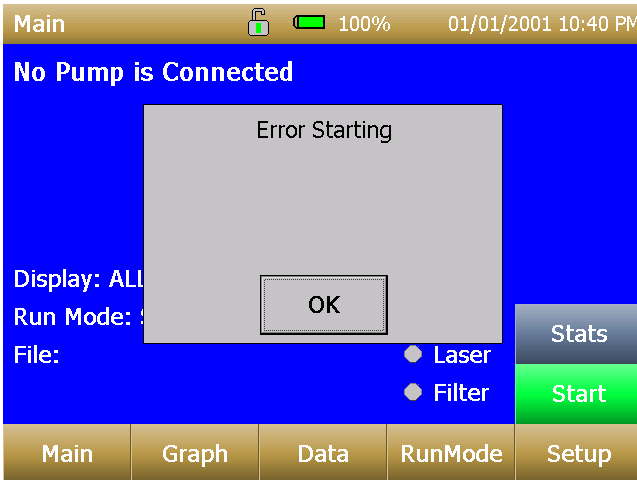 Main 100% 01/01/2001 10:40 PM
No Pump is Connected
Error Starting
Display: ALL
OK
Run Mode:
Stats
File:
Laser
Filter
Start
Main Graph Data RunMode Setup